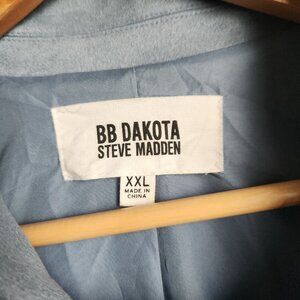 BB DAKOTA
STEVE MADDEN
XXL
MADE IN
CHINA